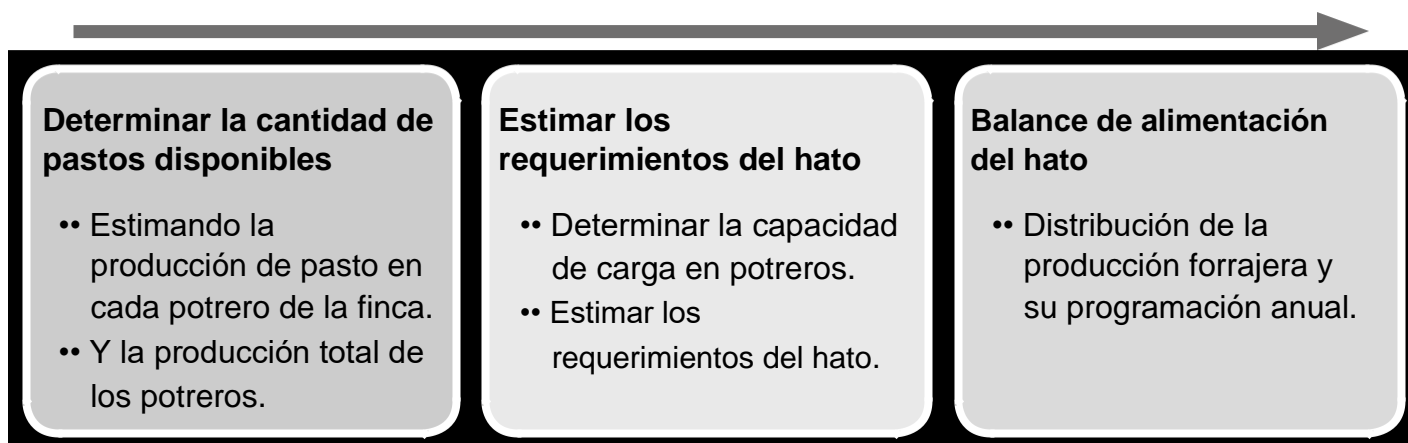 Determinar la cantidad de
pastos disponibles
•• Estimando la
producción de pasto en
cada potrero de la finca.
•• Y la producción total de
los potreros.
Estimar los
requerimientos del hato
•• Determinar la capacidad
de carga en potreros.
•• Estimar los
requerimientos del hato.
Balance de alimentación
del hato
•• Distribución de la
producción forrajera y
su programación anual.